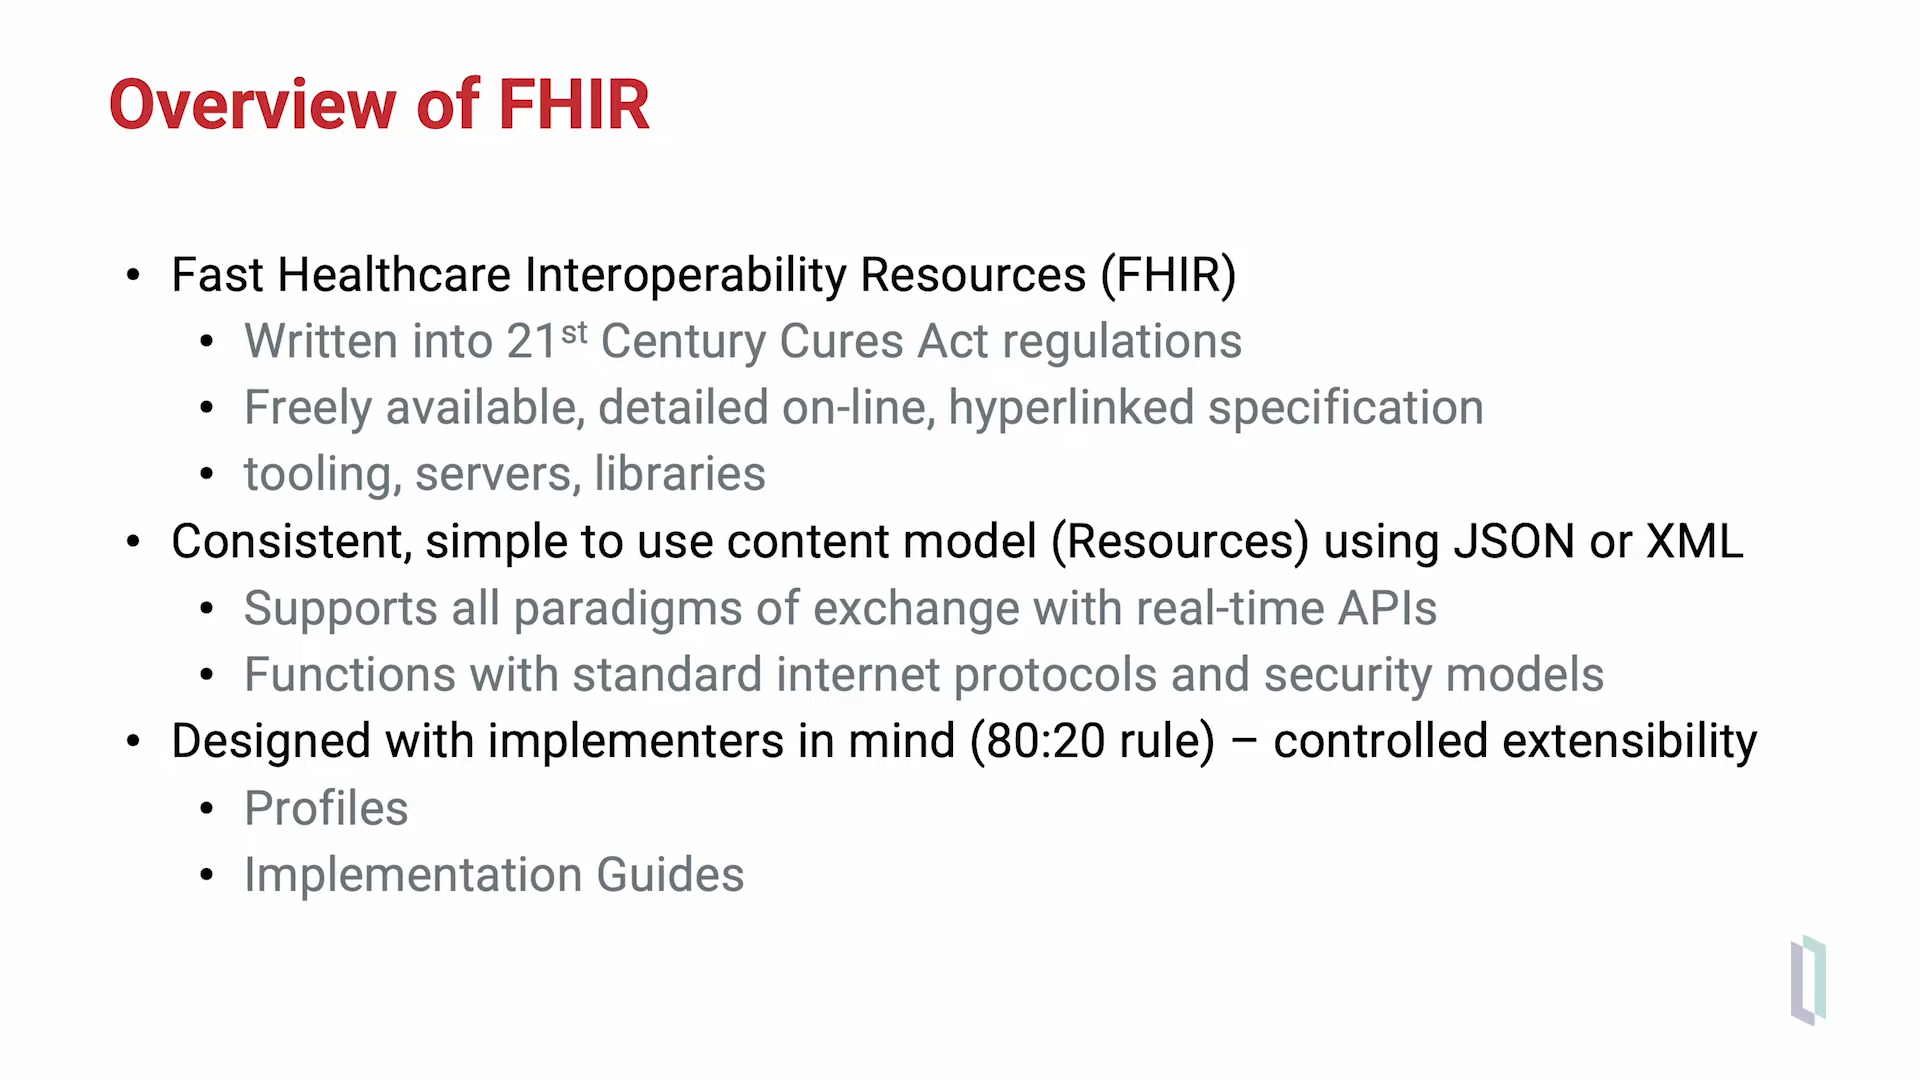 Overview of FHIR
• Fast Healthcare Interoperability Resources (FHIR)
• Written into 21st Century Cures Act regulations
• Freely available, detailed on-line, hyperlinked specification
• tooling, servers, libraries
• Consistent, simple to use content model (Resources) using JSON or XML
• Supports all paradigms of exchange with real-time APIs
• Functions with standard internet protocols and security models
• Designed with implementers in mind (80:20 rule) – controlled extensibility
• Profiles
• Implementation Guides